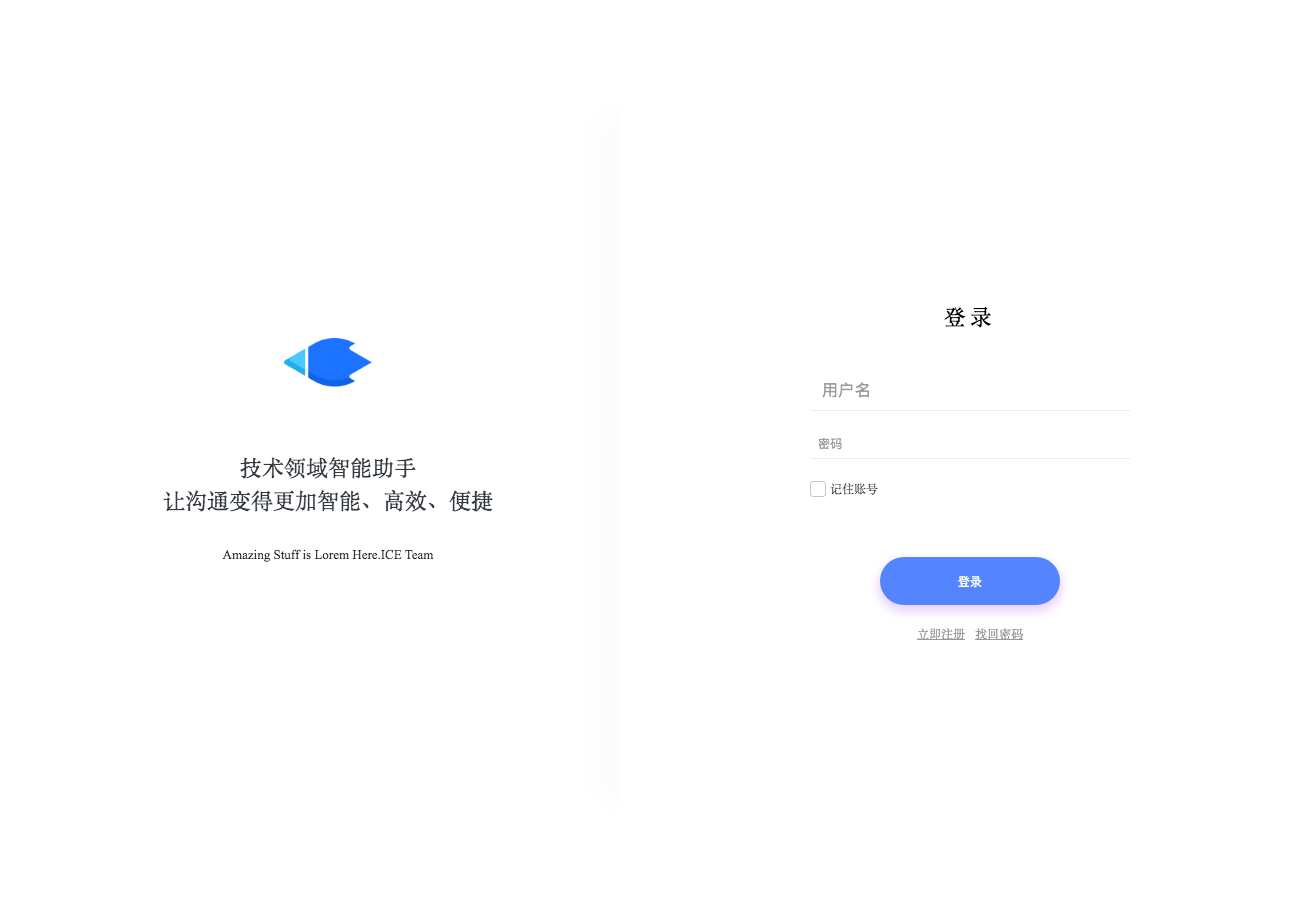 技术领域智能助手
让沟通变得更加智能、高效、便捷
Amazing Stuff is Lorem Here.ICE Team
登 录
用户名
密码
记住账号
登录
立即注册 找回密码